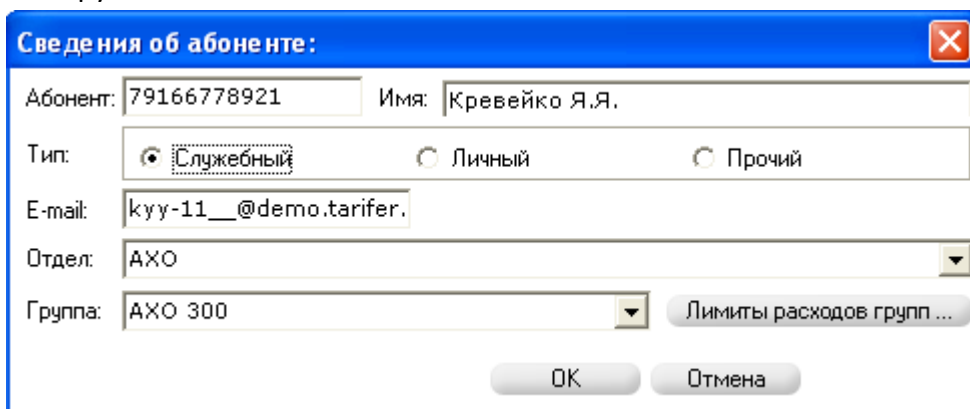 Сведения об абоненте:
Абонент: 79166778921 Имя: Кревейко Я.Я.
Тип: Служебный Личный Прочий
E-mail: kyy-11__@demo.tarifer.
Отдел: АХО
Группа: АХО 300 Лимиты расходов групп ...
OK Отмена